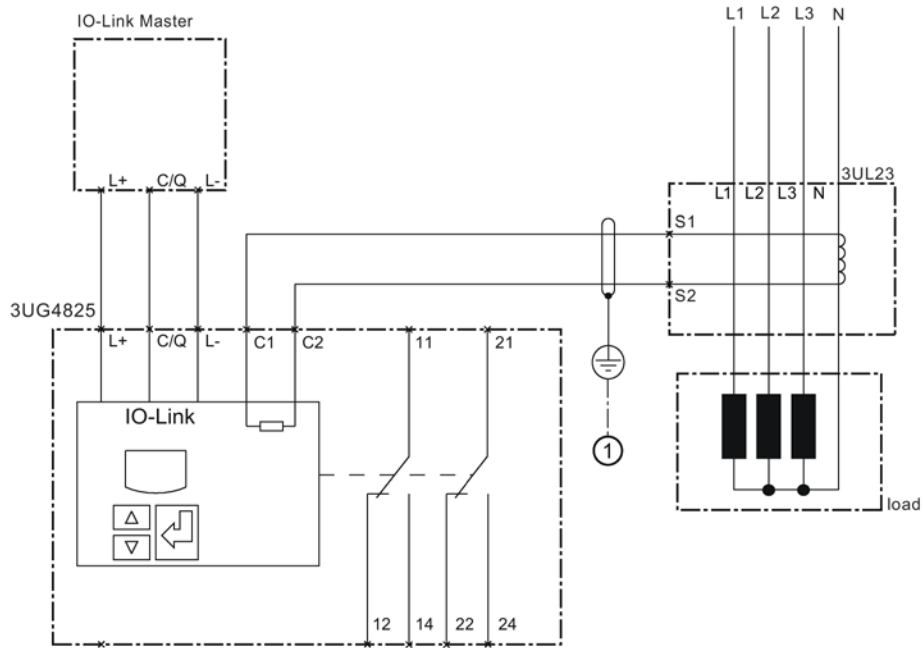 IO-Link Master
L1 L2 L3 N
L+ C/Q L-
3UL23
L1 L2 L3 N
S1
S2
3UG4825
L+ C/Q L- C1 C2 11 21
IO-Link
1
load
12 14 22 24